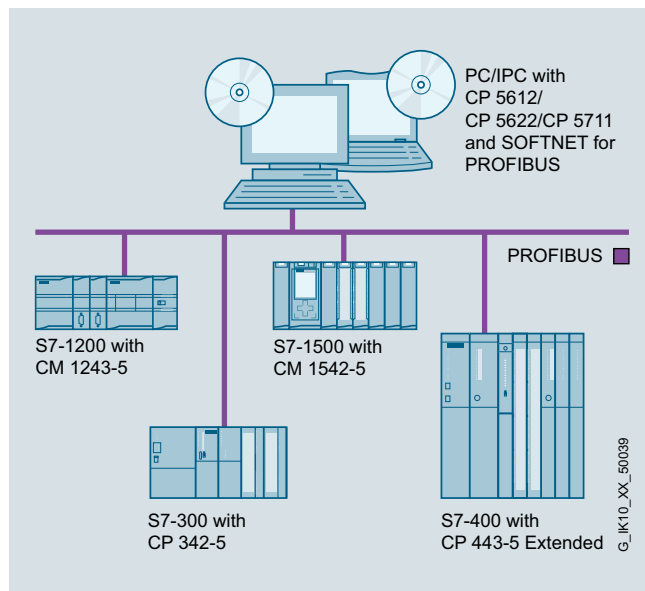 PC/IPC with
CP 5612/
CP 5622/CP 5711
and SOFTNET for
PROFIBUS
PROFIBUS
S7-1200 with
CM 1243-5
S7-1500 with
CM 1542-5
S7-300 with
CP 342-5
S7-400 with
CP 443-5 Extended
G_IK10_XX_50039